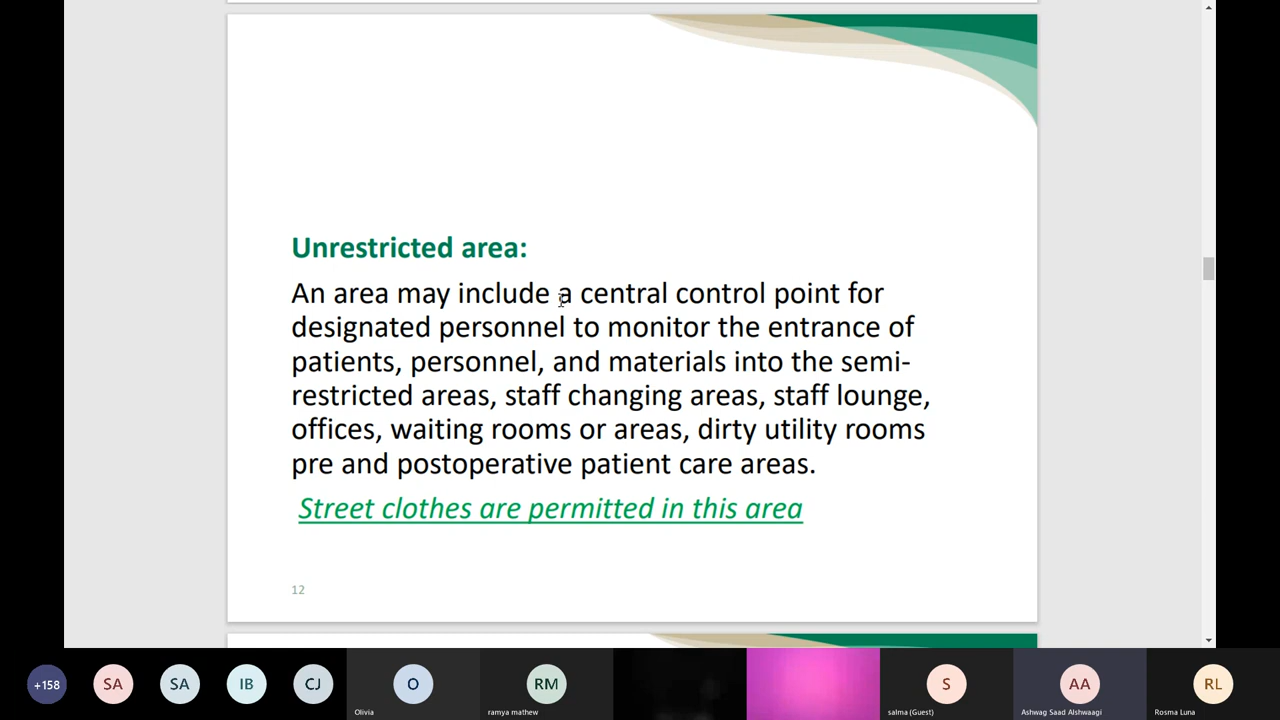 Unrestricted area:
An area may include a central control point for
designated personnel to monitor the entrance of
patients, personnel, and materials into the semi-
restricted areas, staff changing areas, staff lounge,
offices, waiting rooms or areas, dirty utility rooms
pre and postoperative patient care areas.
Street clothes are permitted in this area
12
+158
SA
SA
IB
CJ
O
Olivia
RM
ramya mathew
S
salma (Guest)
AA
Ashwag Saad Alshwaagi
RL
Rosma Luna